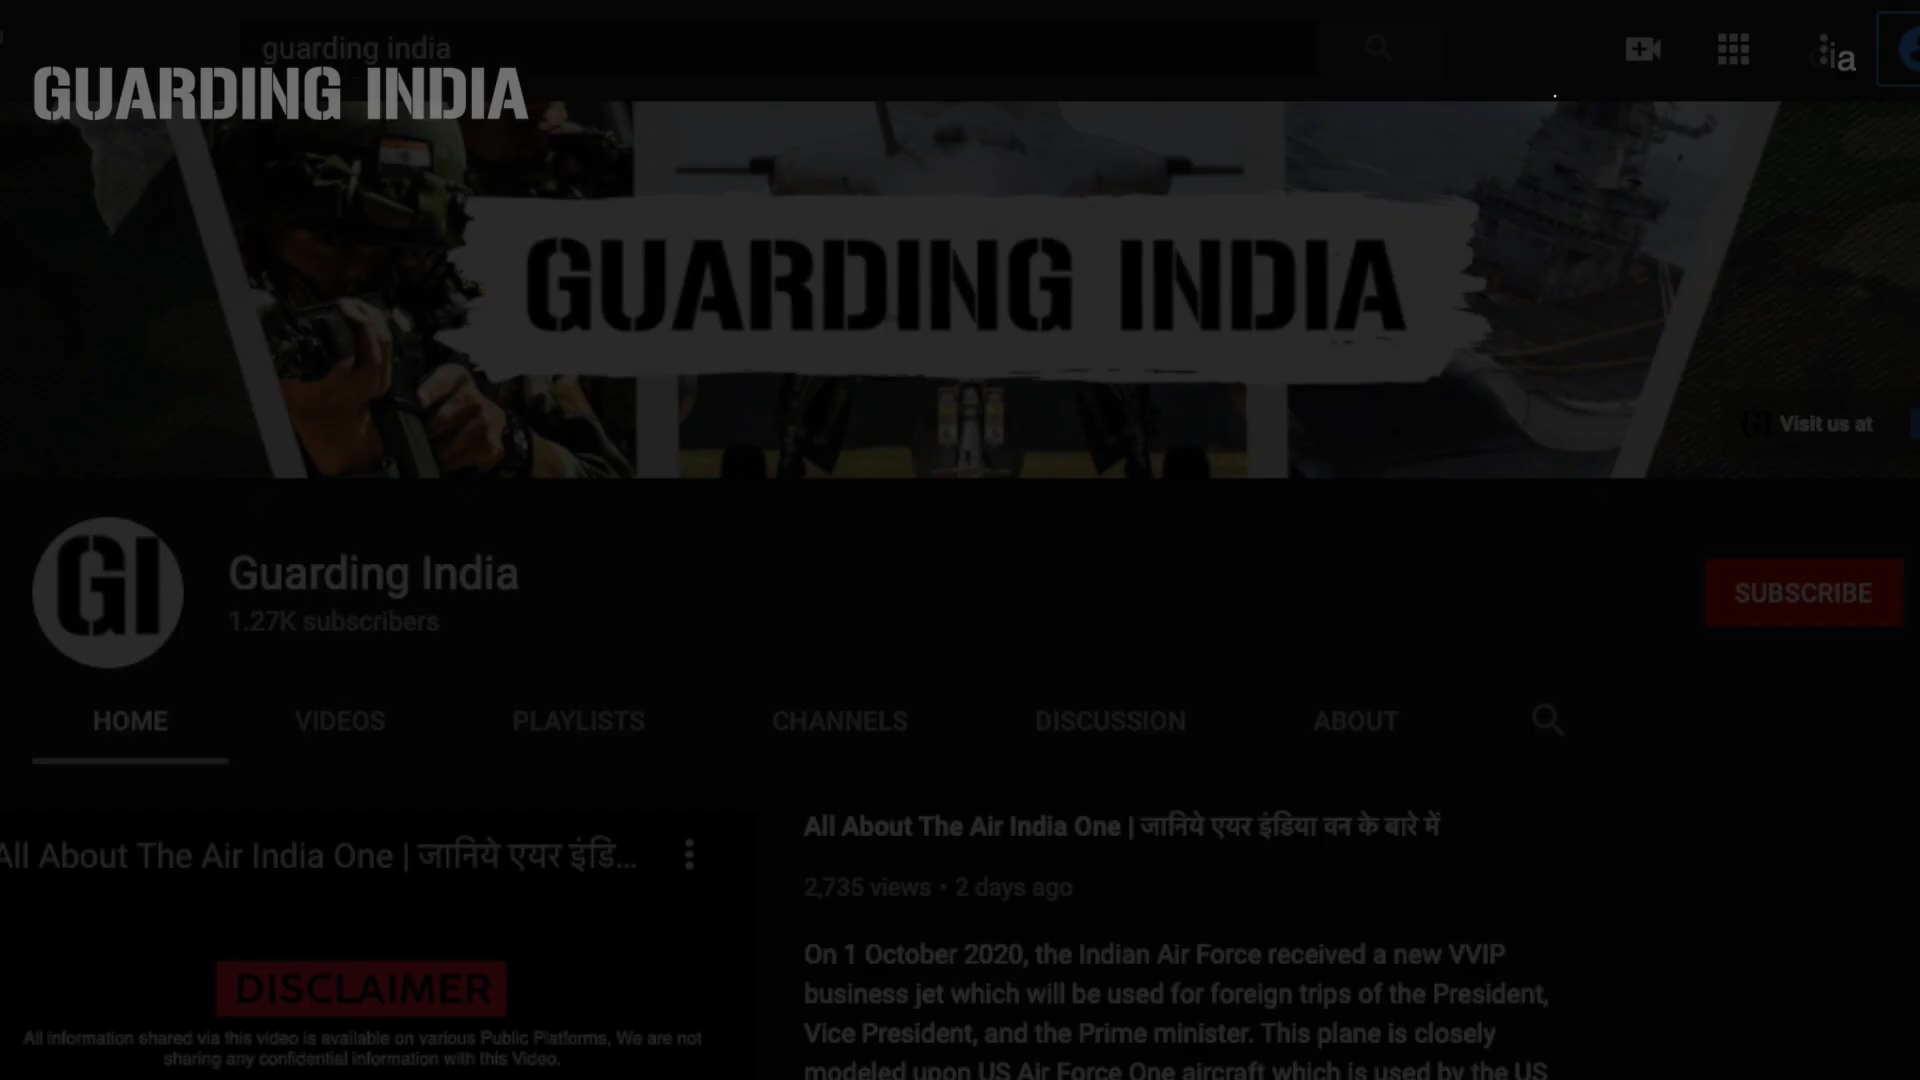 guarding india
GUARDING INDIA
ia
GUARDING INDIA
GI Visit us at
GI
Guarding India
1.27K subscribers
SUBSCRIBE
HOME VIDEOS PLAYLISTS CHANNELS DISCUSSION ABOUT
All About The Air India One | जानिये एयर इंडि...
DISCLAIMER
All information shared via this video is available on various Public Platforms, We are not
sharing any confidential information with this Video.
All About The Air India One | जानिये एयर इंडिया वन के बारे में
2,735 views • 2 days ago
On 1 October 2020, the Indian Air Force received a new VVIP
business jet which will be used for foreign trips of the President,
Vice President, and the Prime minister. This plane is closely
modeled upon US Air Force One aircraft which is used by the US